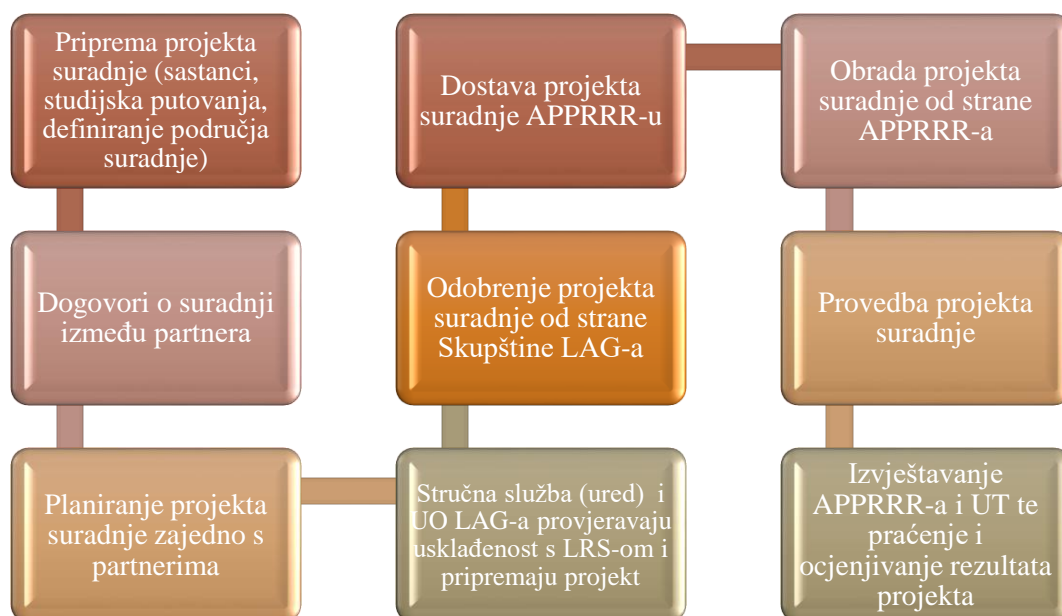 Priprema projekta
suradnje (sastanci,
studijska putovanja,
definiranje područja
suradnje)
Dogovori o suradnji
između partnera
Planiranje projekta
suradnje zajedno s
partnerima
Stručna služba (ured) i
UO LAG-a provjeravaju
usklađenost s LRS-om i
pripremaju projekt
Odobrenje projekta
suradnje od strane
Skupštine LAG-a
Dostava projekta
suradnje APPRRR-u
Obrada projekta
suradnje od strane
APPRRR-a
Provedba projekta
suradnje
Izvještavanje
APPRRR-a i UT te
praćenje i
ocjenjivanje rezultata
projekta